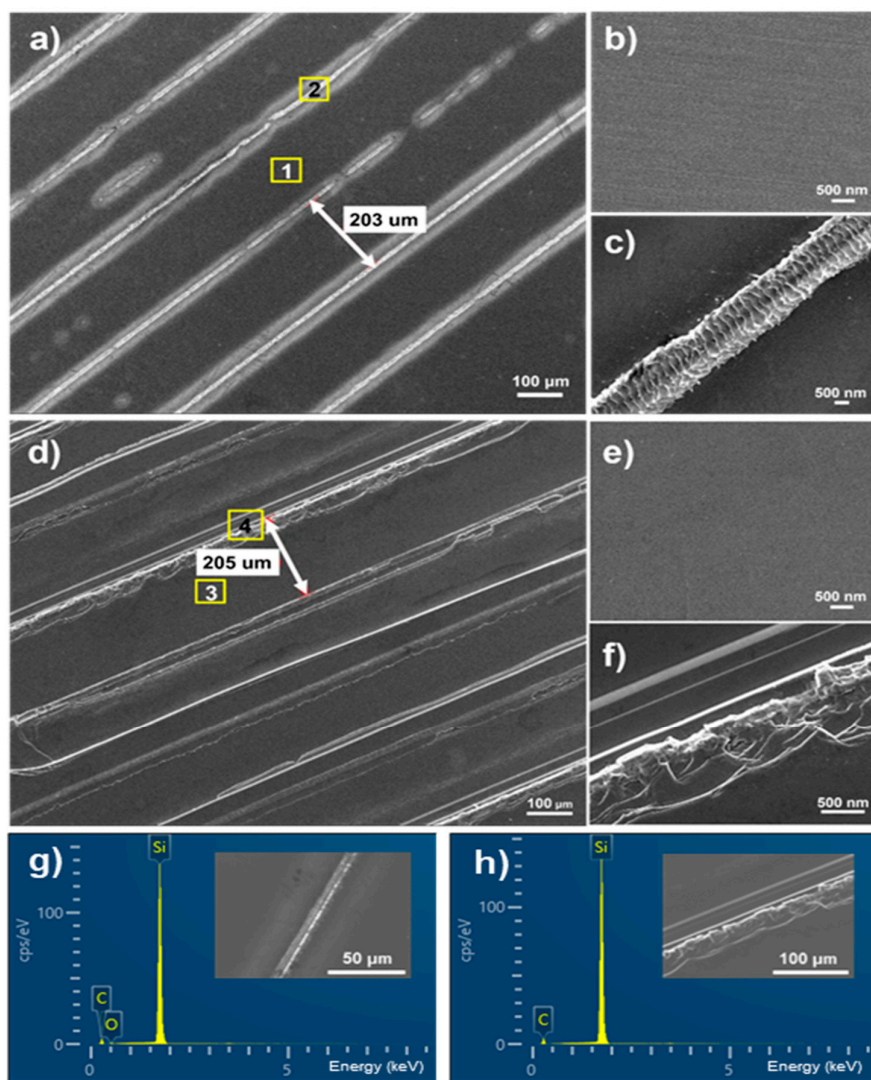 a)
2
1
203 um
100 µm
b)
500 nm
c)
500 nm
d)
4
205 um
3
100 µm
e)
500 nm
f)
500 nm
g)
Si
100
cps/eV
C
O
0
0
5
Energy (keV)
50 µm
h)
Si
100
cps/eV
C
0
0
5
Energy (keV)
100 µm